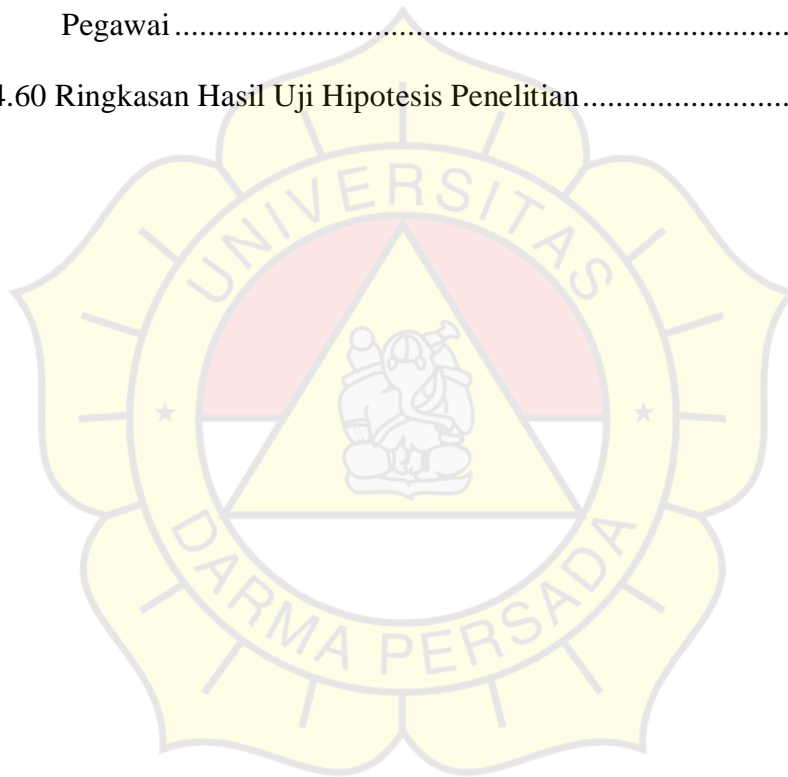 Pegawai ..........................................................................
4.60 Ringkasan Hasil Uji Hipotesis Penelitian .........................
UNIVERSITAS
DARMA PERSADA